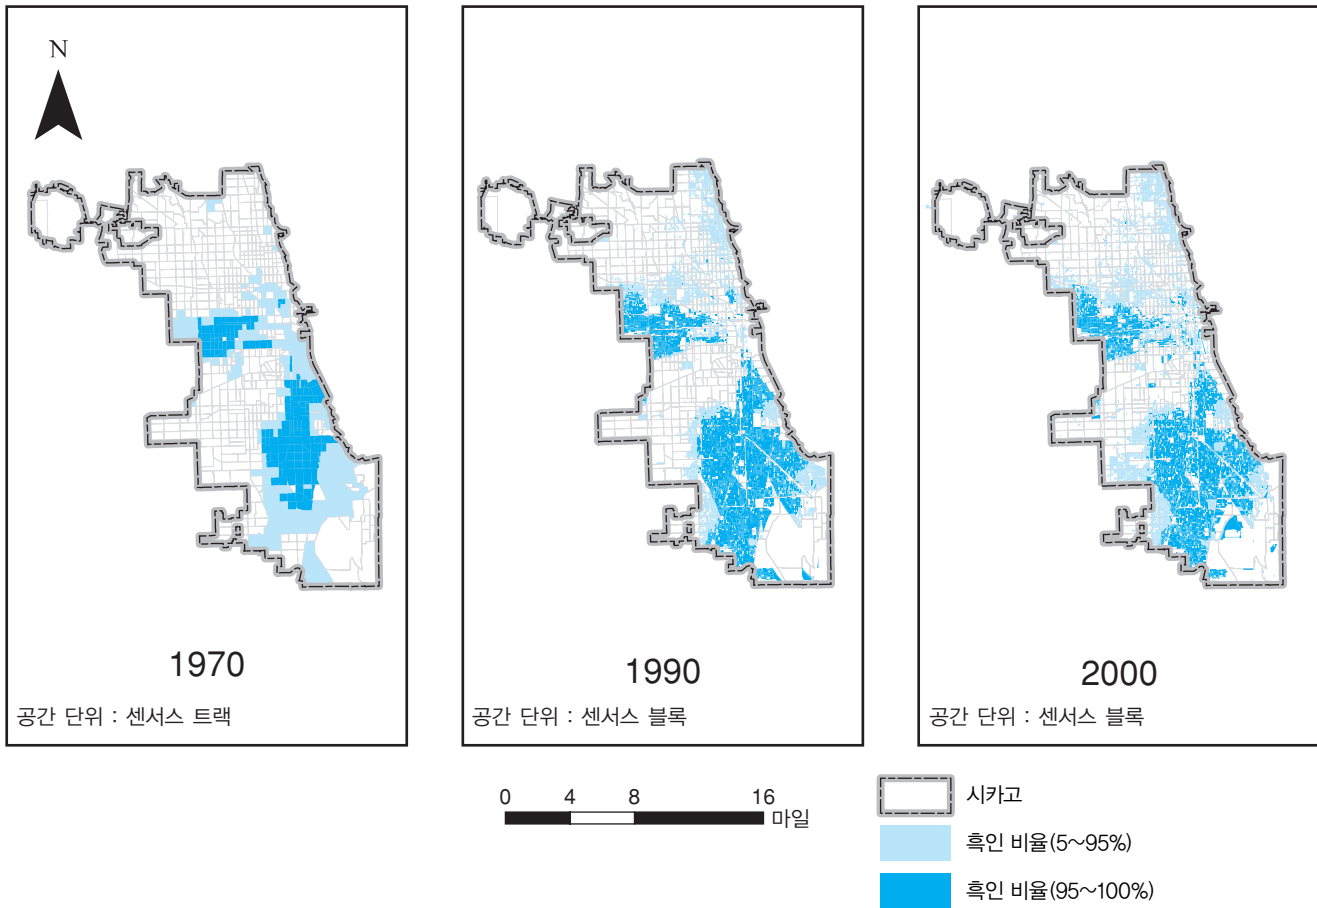 N
1970
공간 단위 : 센서스 트랙
1990
공간 단위 : 센서스 블록
2000
공간 단위 : 센서스 블록
0 4 8 16
마일
시카고
흑인 비율(5~95%)
흑인 비율(95~100%)